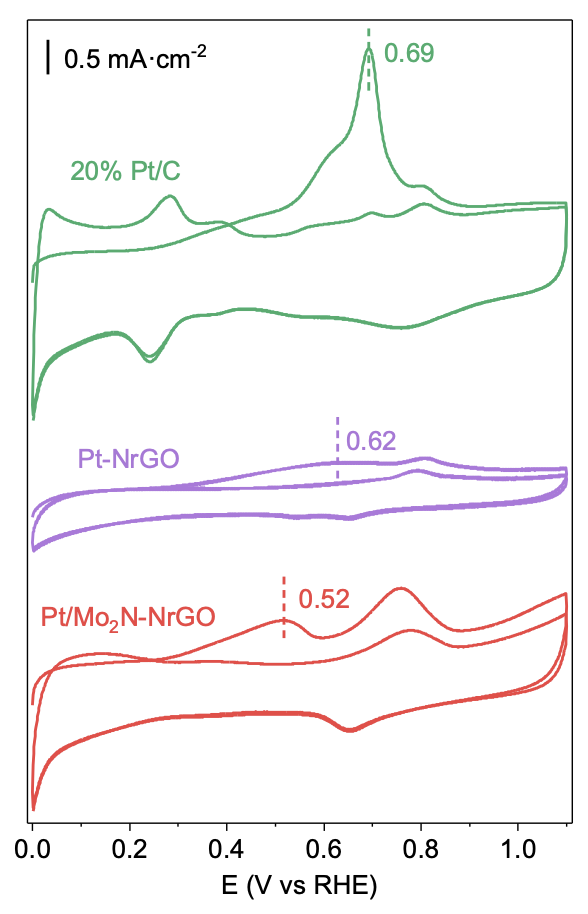 0.5 mA·cm⁻²
0.69
20% Pt/C
0.62
Pt-NrGO
0.52
Pt/Mo₂N-NrGO
0.0 0.2 0.4 0.6 0.8 1.0
E (V vs RHE)